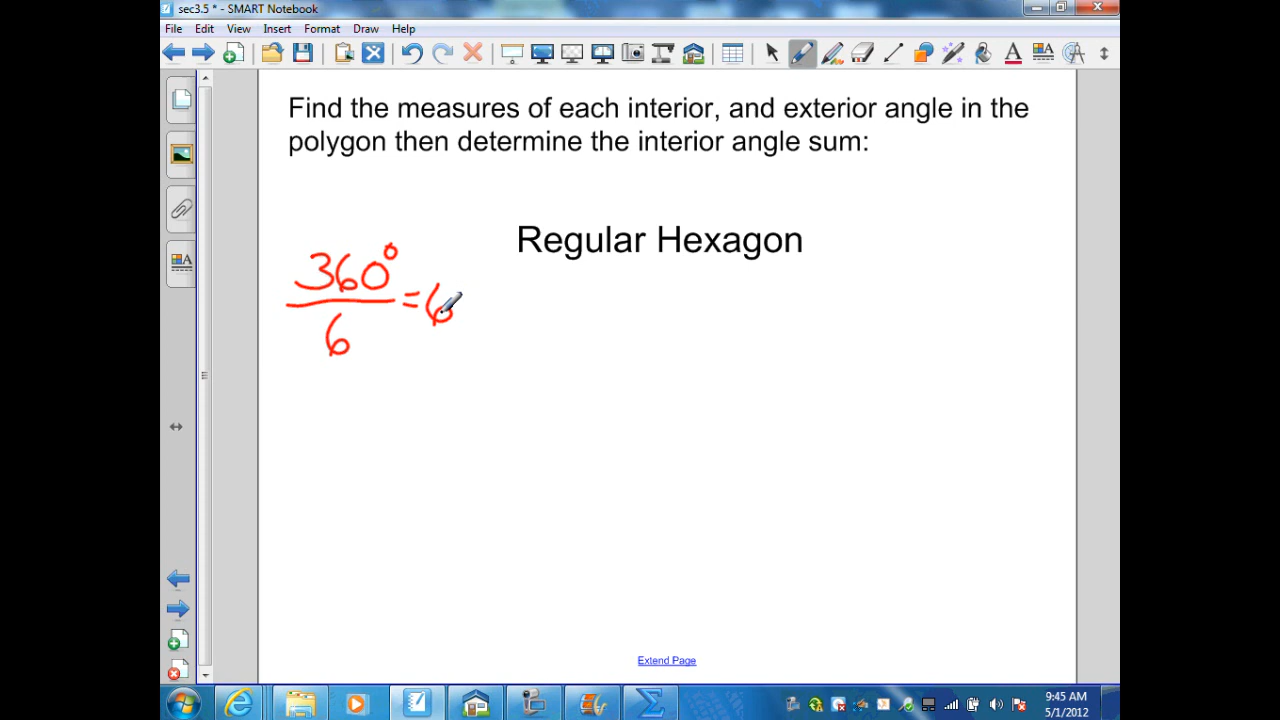 sec3.5 * - SMART Notebook
File Edit View Insert Format Draw Help
Find the measures of each interior, and exterior angle in the
polygon then determine the interior angle sum:
Regular Hexagon
360°
= 6
6
Extend Page
9:45 AM
5/1/2012